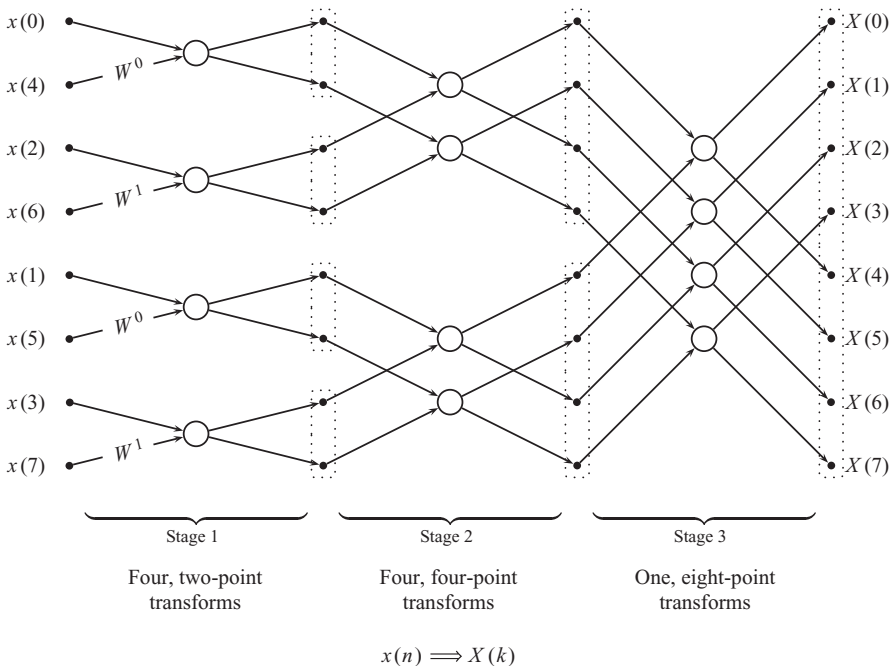 x(0) X(0)
W^0
x(4) X(1)
x(2) X(2)
W^1
x(6) X(3)
x(1) X(4)
W^0
x(5) X(5)
x(3) X(6)
W^1
x(7) X(7)
Stage 1 Stage 2 Stage 3
Four, two-point Four, four-point One, eight-point
transforms transforms transforms
x(n) ⟹ X(k)